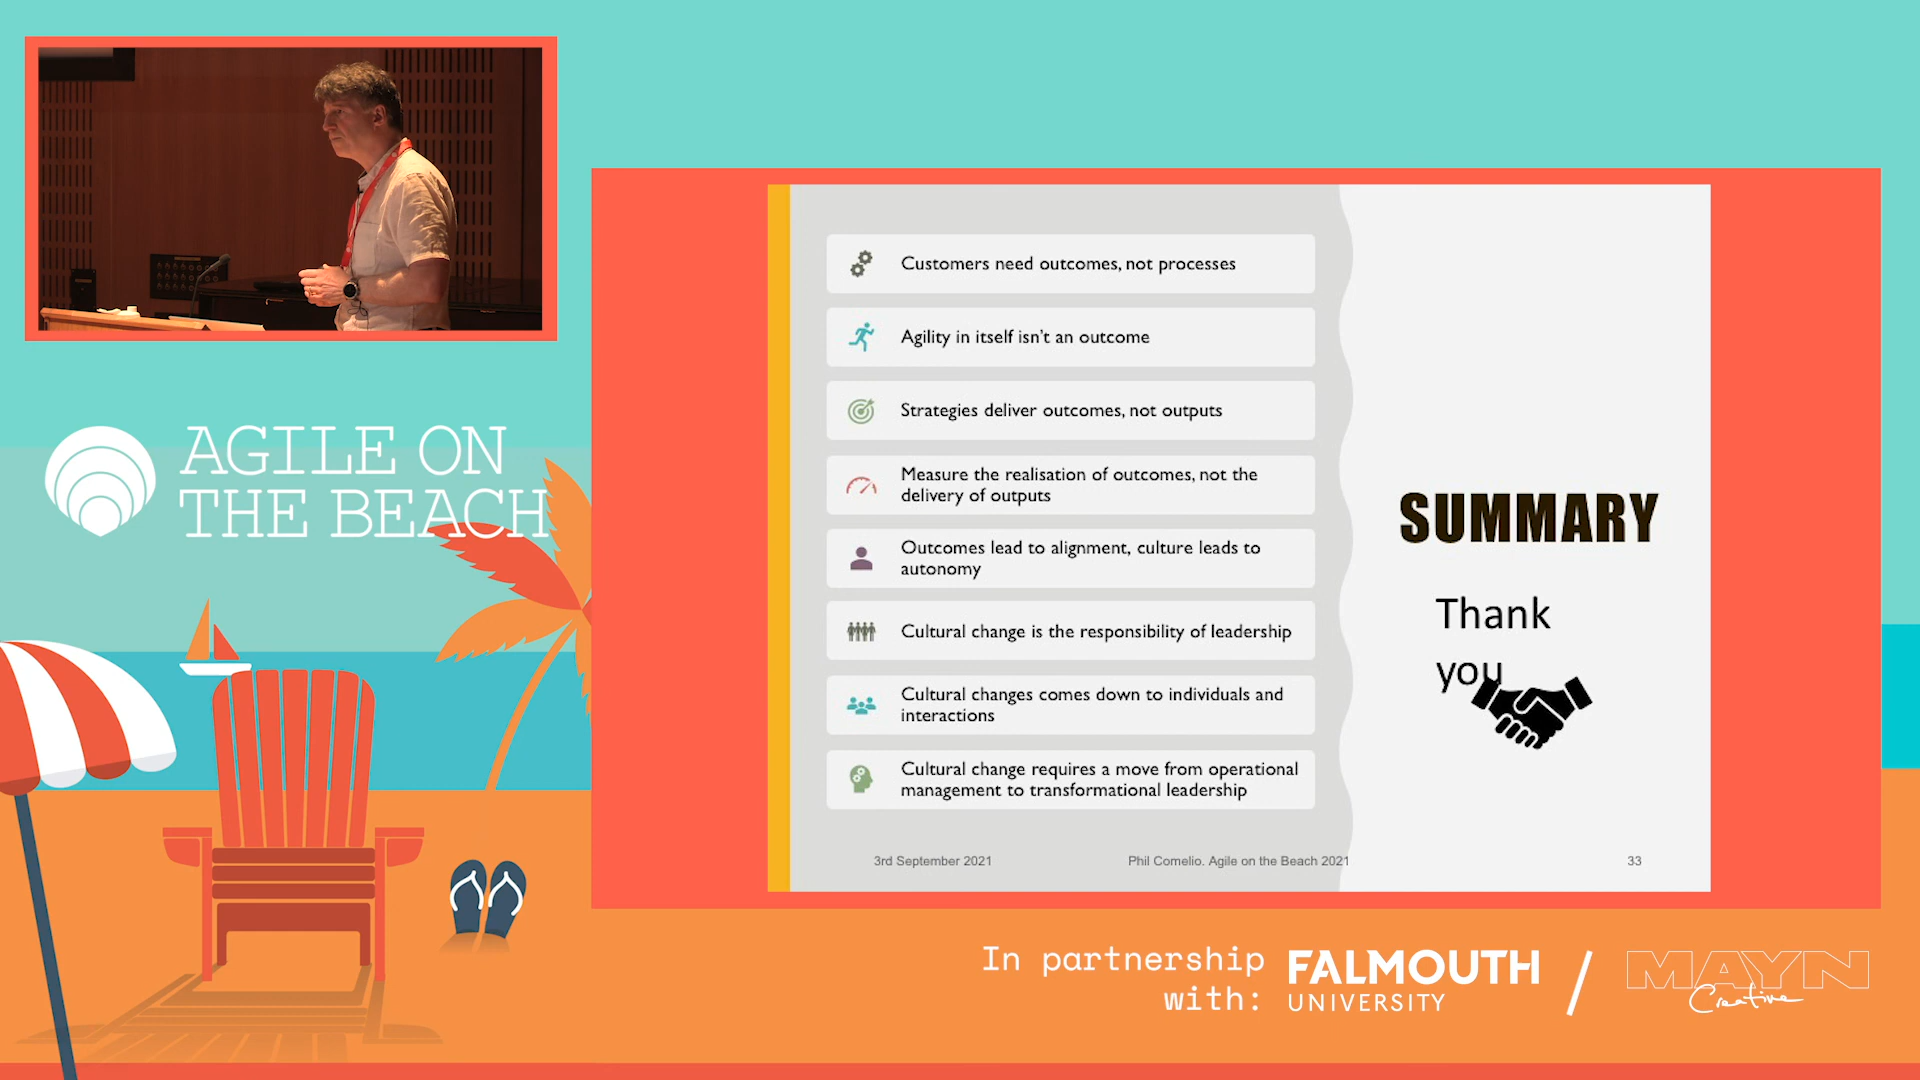 AGILE ON
THE BEACH
Customers need outcomes, not processes
Agility in itself isn't an outcome
Strategies deliver outcomes, not outputs
Measure the realisation of outcomes, not the
delivery of outputs
Outcomes lead to alignment, culture leads to
autonomy
Cultural change is the responsibility of leadership
Cultural changes comes down to individuals and
interactions
Cultural change requires a move from operational
management to transformational leadership
SUMMARY
Thank
you
3rd September 2021
Phil Comelio. Agile on the Beach 2021
33
In partnership
with:
FALMOUTH
UNIVERSITY
MAYN
Creative